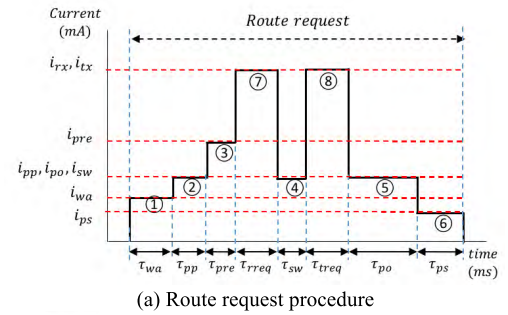 Current
(mA)
Route request
i_rx, i_tx
i_pre
i_pp, i_po, i_sw
i_wa
i_ps
① ② ③ ⑦ ④ ⑧ ⑤ ⑥
τ_wa τ_pp τ_pre τ_rreq τ_sw τ_treq τ_po τ_ps
time
(ms)
(a) Route request procedure